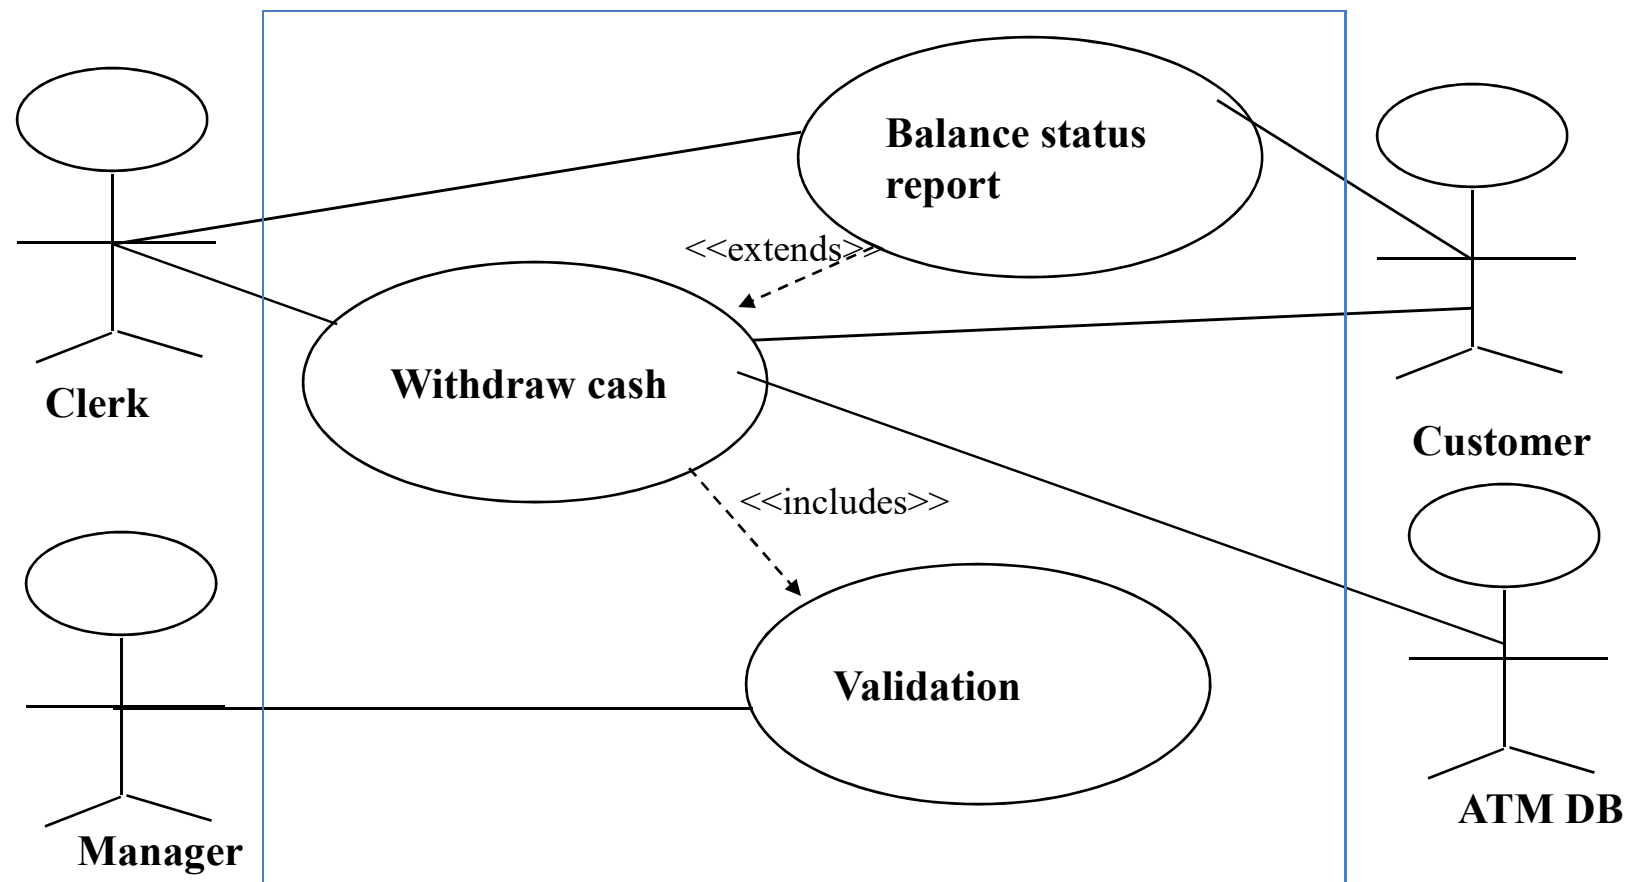 Balance status
report
<<extends>>
Withdraw cash
Clerk
Customer
<<includes>>
Validation
ATM DB
Manager